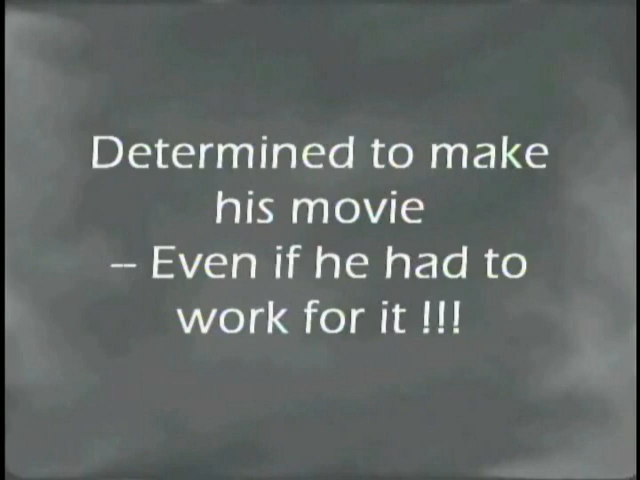 Determined to make
his movie
-- Even if he had to
work for it !!!